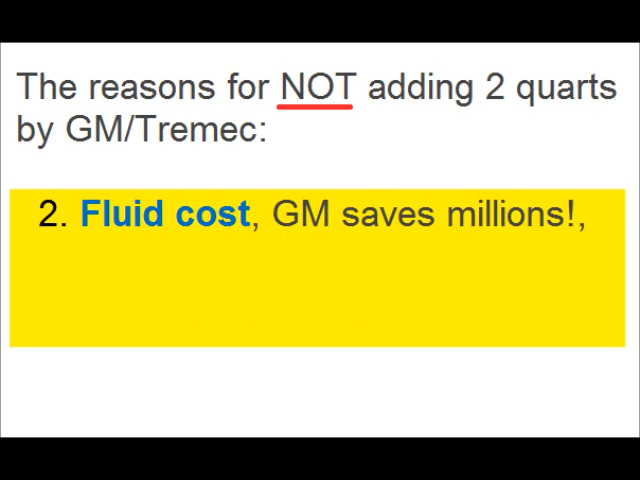 The reasons for NOT adding 2 quarts
by GM/Tremec:
2. Fluid cost, GM saves millions!,